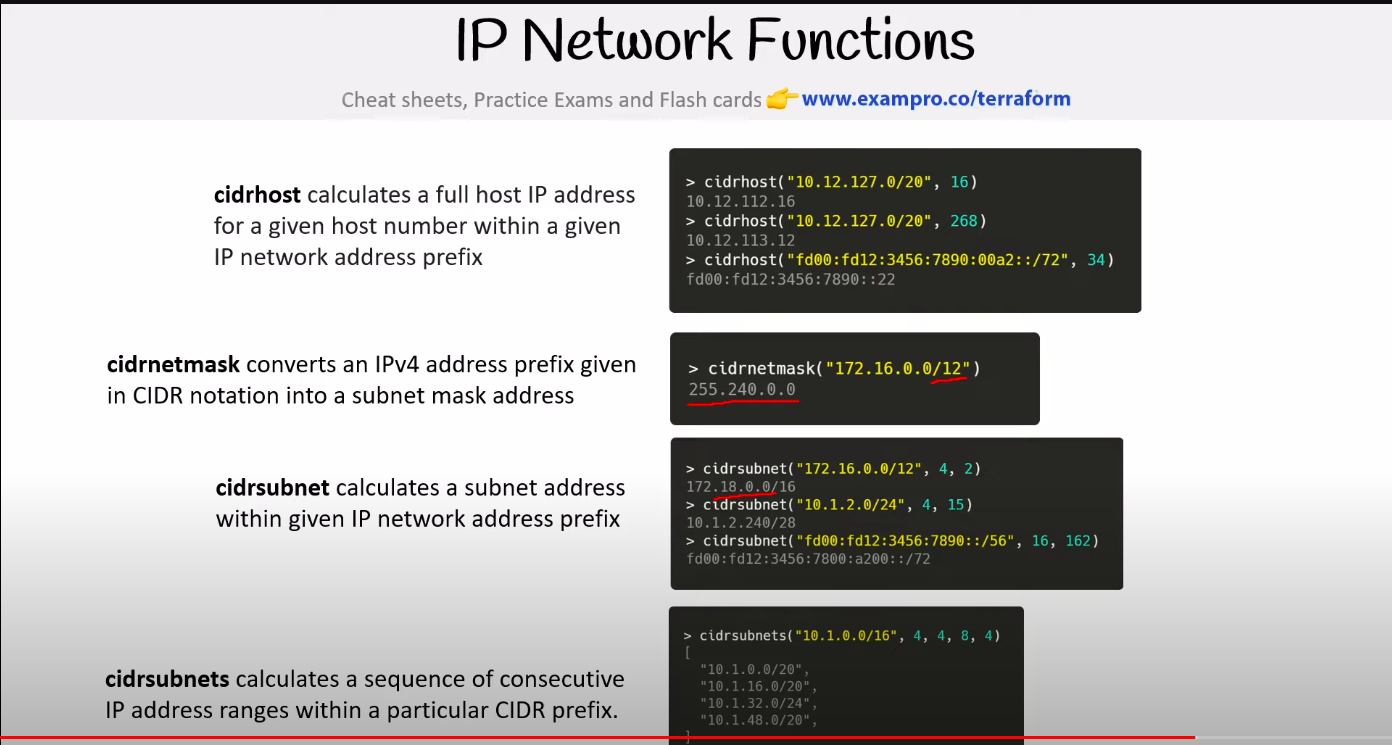 IP Network Functions
Cheat sheets, Practice Exams and Flash cards 👉 www.exampro.co/terraform
cidrhost calculates a full host IP address
for a given host number within a given
IP network address prefix
> cidrhost("10.12.127.0/20", 16)
10.12.112.16
> cidrhost("10.12.127.0/20", 268)
10.12.113.12
> cidrhost("fd00:fd12:3456:7890:00a2::/72", 34)
fd00:fd12:3456:7890::22
cidrnetmask converts an IPv4 address prefix given
in CIDR notation into a subnet mask address
> cidrnetmask("172.16.0.0/12")
255.240.0.0
cidrsubnet calculates a subnet address
within given IP network address prefix
> cidrsubnet("172.16.0.0/12", 4, 2)
172.18.0.0/16
> cidrsubnet("10.1.2.0/24", 4, 15)
10.1.2.240/28
> cidrsubnet("fd00:fd12:3456:7890::/56", 16, 162)
fd00:fd12:3456:7800:a200::/72
cidrsubnets calculates a sequence of consecutive
IP address ranges within a particular CIDR prefix.
> cidrsubnets("10.1.0.0/16", 4, 4, 8, 4)
[
"10.1.0.0/20",
"10.1.16.0/20",
"10.1.32.0/24",
"10.1.48.0/20",
]